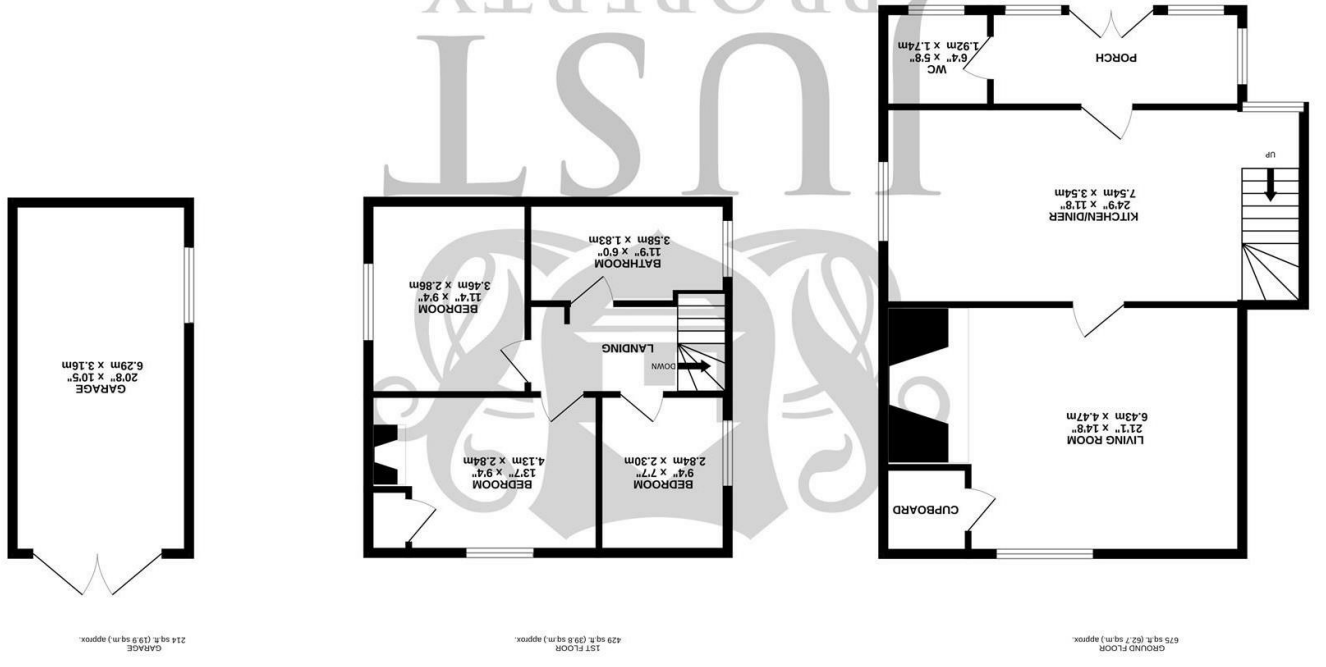 GROUND FLOOR
675 sq.ft. (62.7 sq.m.) approx.
CUPBOARD
LIVING ROOM
21'1" x 14'8"
6.43m x 4.47m
KITCHEN/DINER
24'9" x 11'8"
7.54m x 3.54m
UP
PORCH
WC
6'4" x 5'8"
1.92m x 1.74m
1ST FLOOR
429 sq.ft. (39.8 sq.m.) approx.
BEDROOM
9'4" x 7'7"
2.84m x 2.30m
BEDROOM
13'7" x 9'4"
4.13m x 2.84m
DOWN
LANDING
BEDROOM
11'4" x 9'4"
3.46m x 2.86m
BATHROOM
11'9" x 6'0"
3.58m x 1.83m
GARAGE
214 sq.ft. (19.9 sq.m.) approx.
GARAGE
20'8" x 10'5"
6.29m x 3.16m
JUST
PROPERTY